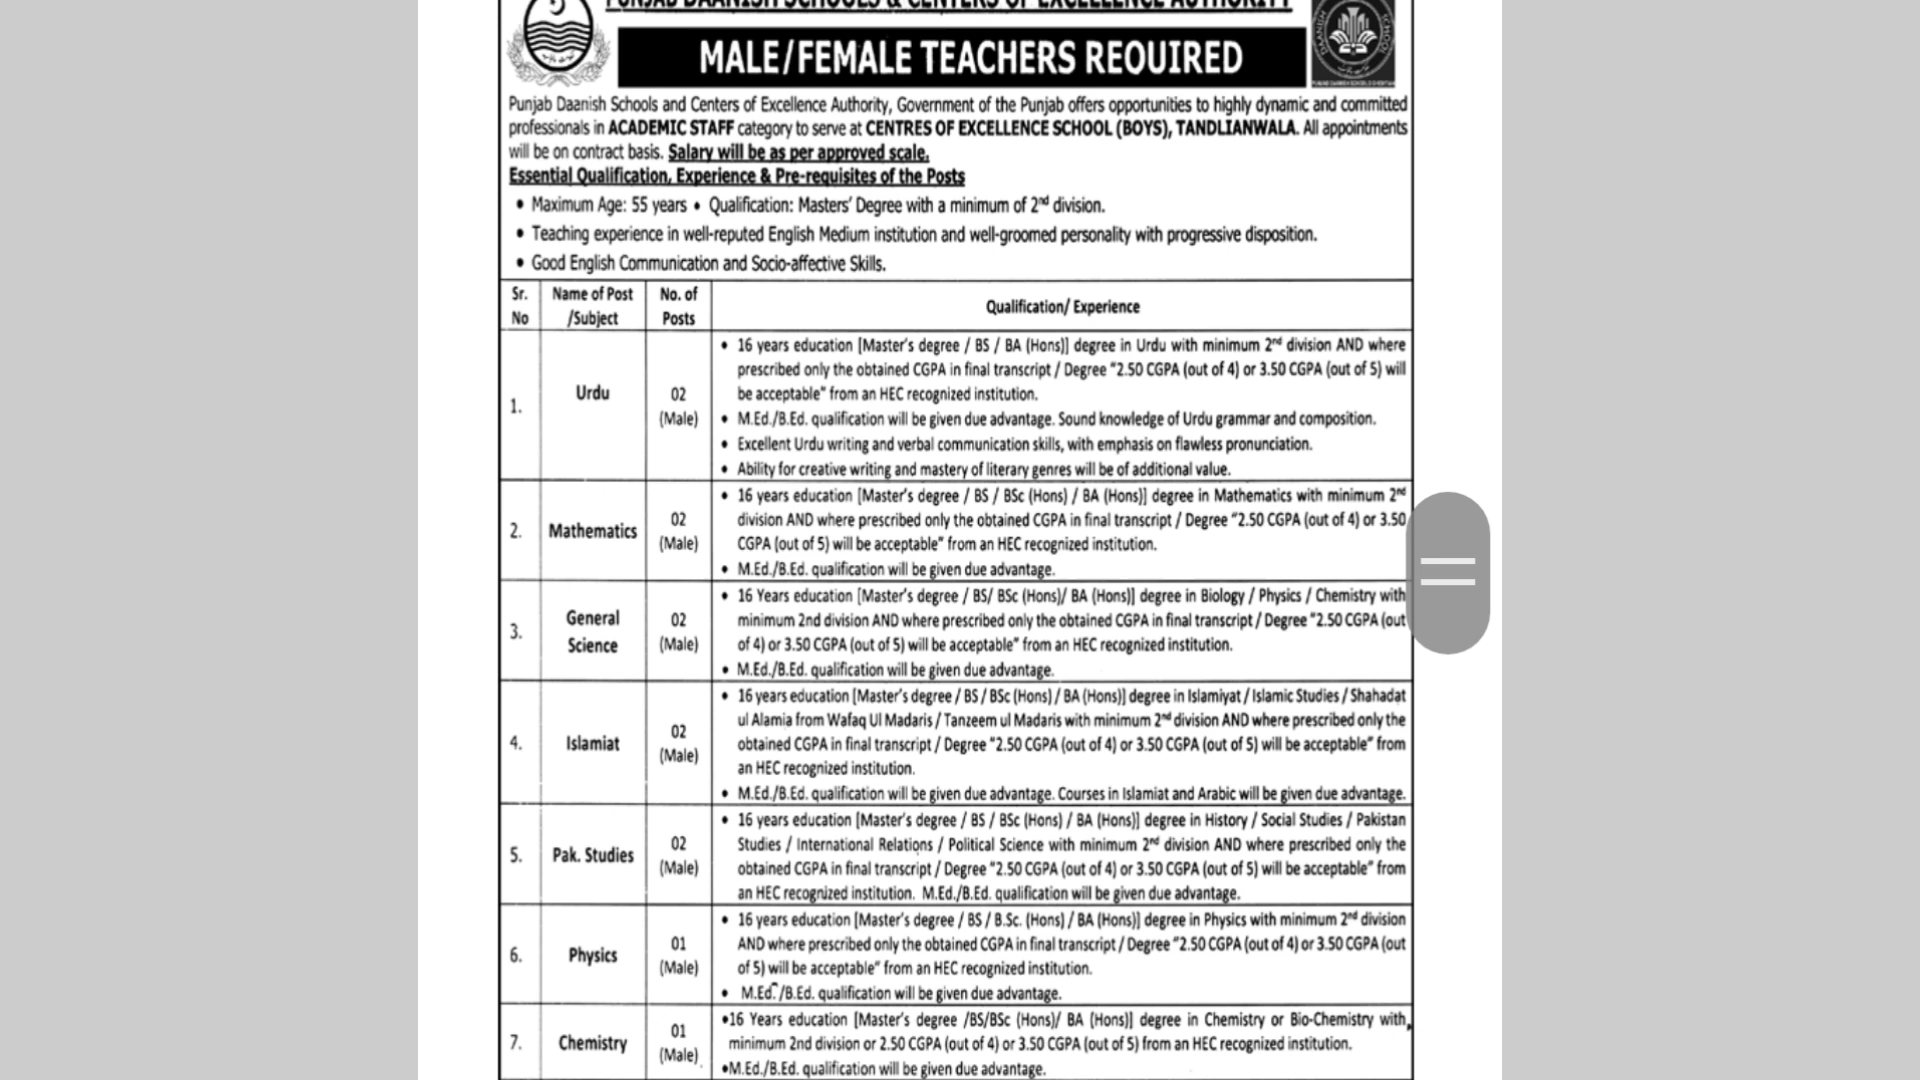 PUNJAB DAANISH SCHOOLS & CENTERS OF EXCELLENCE AUTHORITY
MALE/FEMALE TEACHERS REQUIRED
DAANISH SCHOOL
Punjab Daanish Schools and Centers of Excellence Authority, Government of the Punjab offers opportunities to highly dynamic and committed
professionals in ACADEMIC STAFF category to serve at CENTRES OF EXCELLENCE SCHOOL (BOYS), TANDLIANWALA. All appointments
will be on contract basis. Salary will be as per approved scale.
Essential Qualification, Experience & Pre-requisites of the Posts
• Maximum Age: 55 years • Qualification: Masters' Degree with a minimum of 2nd division.
• Teaching experience in well-reputed English Medium institution and well-groomed personality with progressive disposition.
• Good English Communication and Socio-affective Skills.
Sr. No
Name of Post /Subject
No. of Posts
Qualification/ Experience
1.
Urdu
02 (Male)
• 16 years education [Master's degree / BS / BA (Hons)] degree in Urdu with minimum 2nd division AND where
prescribed only the obtained CGPA in final transcript / Degree "2.50 CGPA (out of 4) or 3.50 CGPA (out of 5) will
be acceptable" from an HEC recognized institution.
• M.Ed./B.Ed. qualification will be given due advantage. Sound knowledge of Urdu grammar and composition.
• Excellent Urdu writing and verbal communication skills, with emphasis on flawless pronunciation.
• Ability for creative writing and mastery of literary genres will be of additional value.
2.
Mathematics
02 (Male)
• 16 years education [Master's degree / BS / BSc (Hons) / BA (Hons)] degree in Mathematics with minimum 2nd
division AND where prescribed only the obtained CGPA in final transcript / Degree "2.50 CGPA (out of 4) or 3.50
CGPA (out of 5) will be acceptable" from an HEC recognized institution.
• M.Ed./B.Ed. qualification will be given due advantage.
3.
General Science
02 (Male)
• 16 Years education [Master's degree / BS/ BSc (Hons)/ BA (Hons)] degree in Biology / Physics / Chemistry with
minimum 2nd division AND where prescribed only the obtained CGPA in final transcript / Degree "2.50 CGPA (out
of 4) or 3.50 CGPA (out of 5) will be acceptable" from an HEC recognized institution.
• M.Ed./B.Ed. qualification will be given due advantage.
4.
Islamiat
02 (Male)
• 16 years education [Master's degree / BS / BSc (Hons) / BA (Hons)] degree in Islamiyat / Islamic Studies / Shahadat
ul Alamia from Wafaq Ul Madaris / Tanzeem ul Madaris with minimum 2nd division AND where prescribed only the
obtained CGPA in final transcript / Degree "2.50 CGPA (out of 4) or 3.50 CGPA (out of 5) will be acceptable" from
an HEC recognized institution.
• M.Ed./B.Ed. qualification will be given due advantage. Courses in Islamiat and Arabic will be given due advantage.
5.
Pak. Studies
02 (Male)
• 16 years education [Master's degree / BS / BSc (Hons) / BA (Hons)] degree in History / Social Studies / Pakistan
Studies / International Relations / Political Science with minimum 2nd division AND where prescribed only the
obtained CGPA in final transcript / Degree "2.50 CGPA (out of 4) or 3.50 CGPA (out of 5) will be acceptable" from
an HEC recognized institution. M.Ed./B.Ed. qualification will be given due advantage.
6.
Physics
01 (Male)
• 16 years education [Master's degree / BS / B.Sc. (Hons) / BA (Hons)] degree in Physics with minimum 2nd division
AND where prescribed only the obtained CGPA in final transcript / Degree "2.50 CGPA (out of 4) or 3.50 CGPA (out
of 5) will be acceptable" from an HEC recognized institution.
• M.Ed. /B.Ed. qualification will be given due advantage.
7.
Chemistry
01 (Male)
•16 Years education [Master's degree /BS/BSc (Hons)/ BA (Hons)] degree in Chemistry or Bio-Chemistry with
minimum 2nd division or 2.50 CGPA (out of 4) or 3.50 CGPA (out of 5) from an HEC recognized institution.
•M.Ed./B.Ed. qualification will be given due advantage.